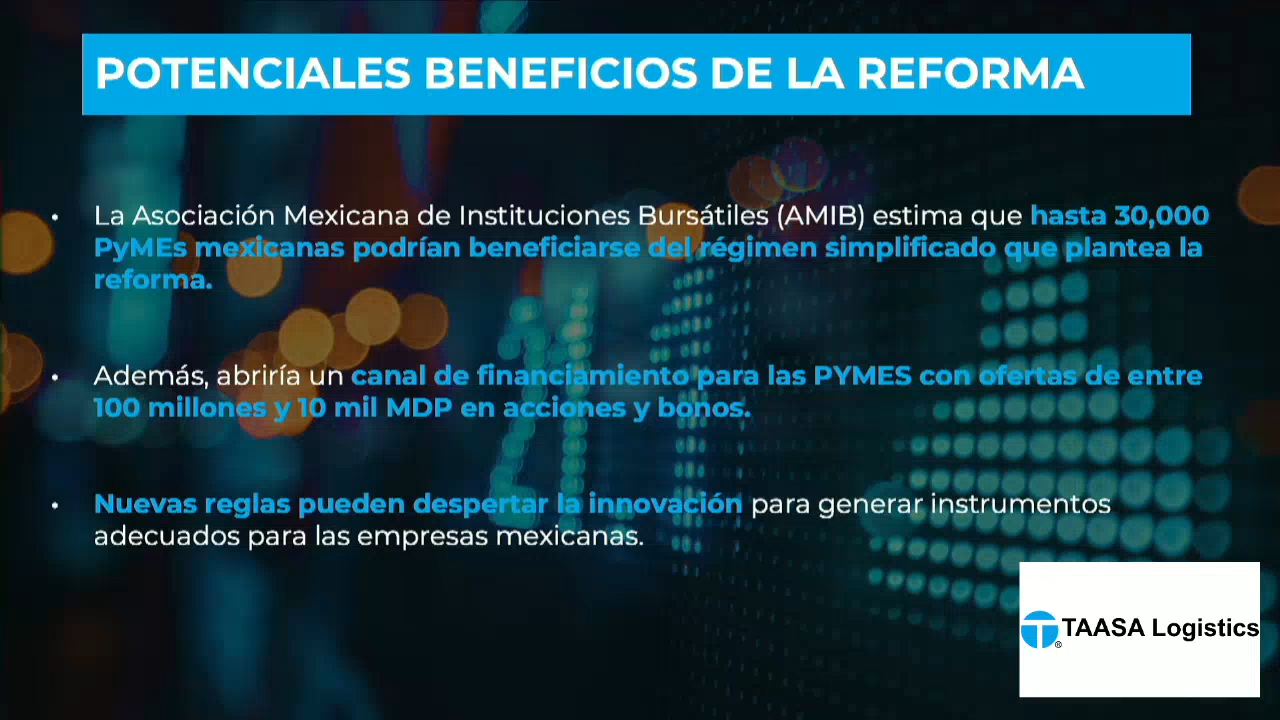 POTENCIALES BENEFICIOS DE LA REFORMA
• La Asociación Mexicana de Instituciones Bursátiles (AMIB) estima que hasta 30,000
PyMEs mexicanas podrían beneficiarse del régimen simplificado que plantea la
reforma.
• Además, abriría un canal de financiamiento para las PYMES con ofertas de entre
100 millones y 10 mil MDP en acciones y bonos.
• Nuevas reglas pueden despertar la innovación para generar instrumentos
adecuados para las empresas mexicanas.
TAASA Logistics
®